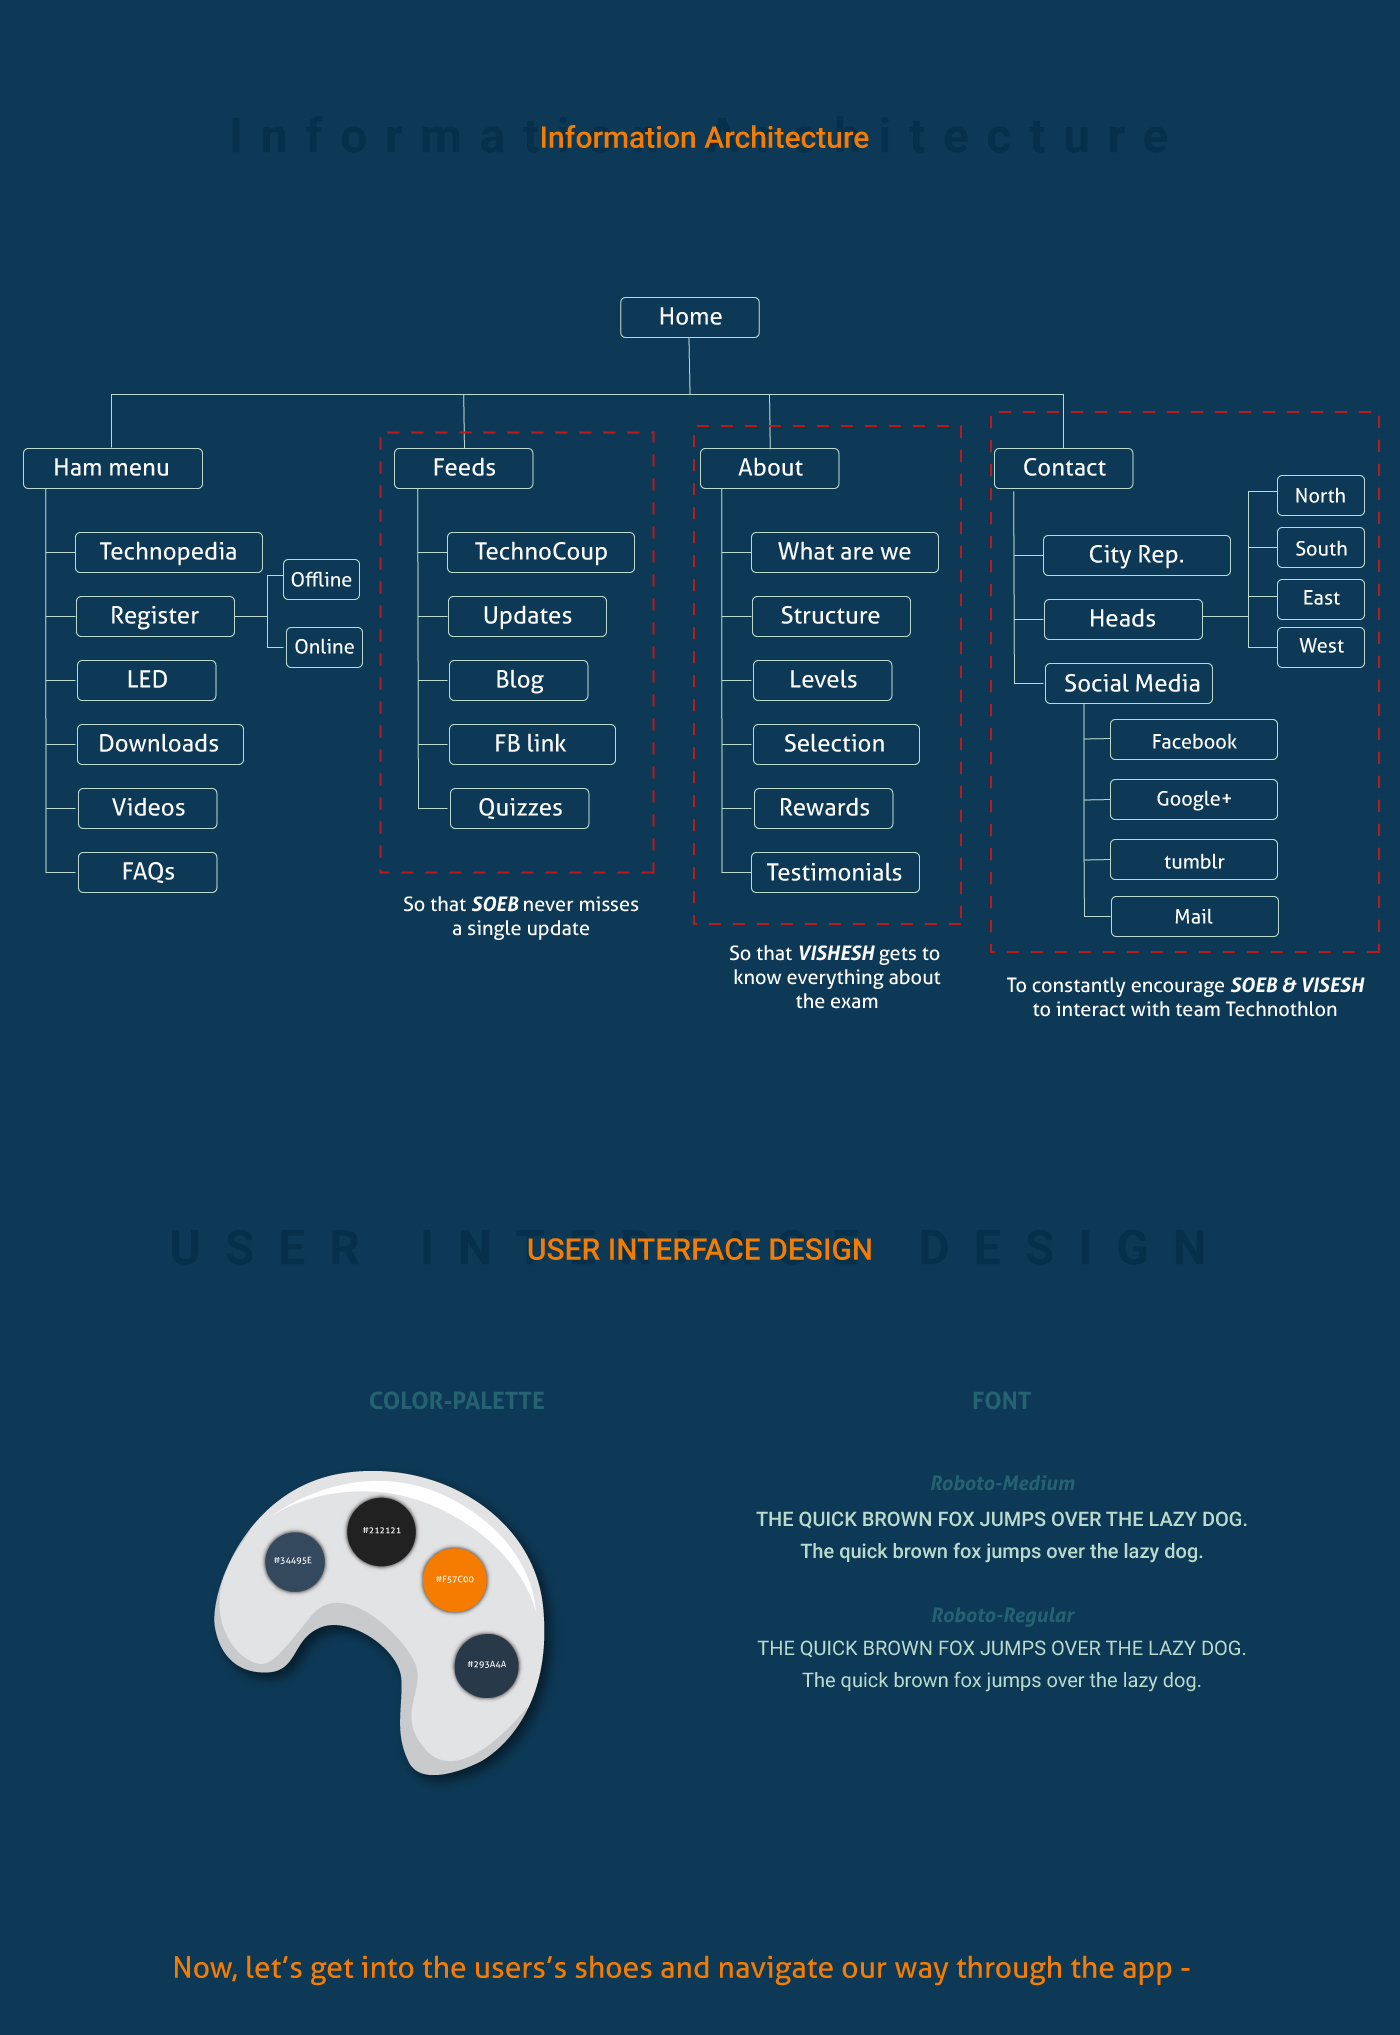 Information Architecture
Information Architecture
Home
Ham menu
Technopedia
Register
Offline
Online
LED
Downloads
Videos
FAQs
Feeds
TechnoCoup
Updates
Blog
FB link
Quizzes
So that SOEB never misses
a single update
About
What are we
Structure
Levels
Selection
Rewards
Testimonials
So that VISHESH gets to
know everything about
the exam
Contact
City Rep.
Heads
North
South
East
West
Social Media
Facebook
Google+
tumblr
Mail
To constantly encourage SOEB & VISESH
to interact with team Technothlon
USER INTERFACE DESIGN
USER INTERFACE DESIGN
COLOR-PALETTE
#34495E
#212121
#F57C00
#293A4A
FONT
Roboto-Medium
THE QUICK BROWN FOX JUMPS OVER THE LAZY DOG.
The quick brown fox jumps over the lazy dog.
Roboto-Regular
THE QUICK BROWN FOX JUMPS OVER THE LAZY DOG.
The quick brown fox jumps over the lazy dog.
Now, let’s get into the users’s shoes and navigate our way through the app -